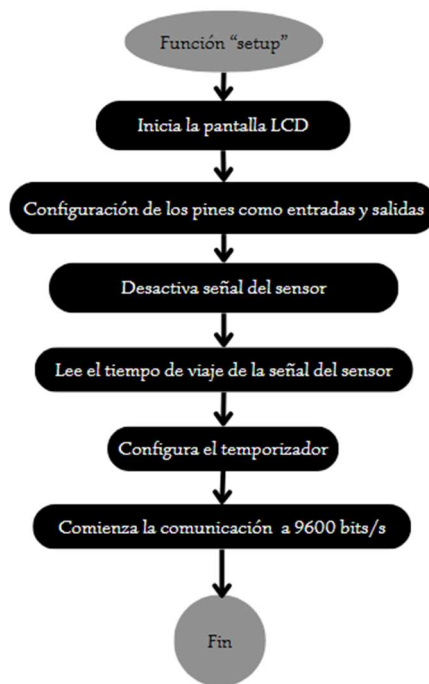 Función “setup”
Inicia la pantalla LCD
Configuración de los pines como entradas y salidas
Desactiva señal del sensor
Lee el tiempo de viaje de la señal del sensor
Configura el temporizador
Comienza la comunicación a 9600 bits/s
Fin